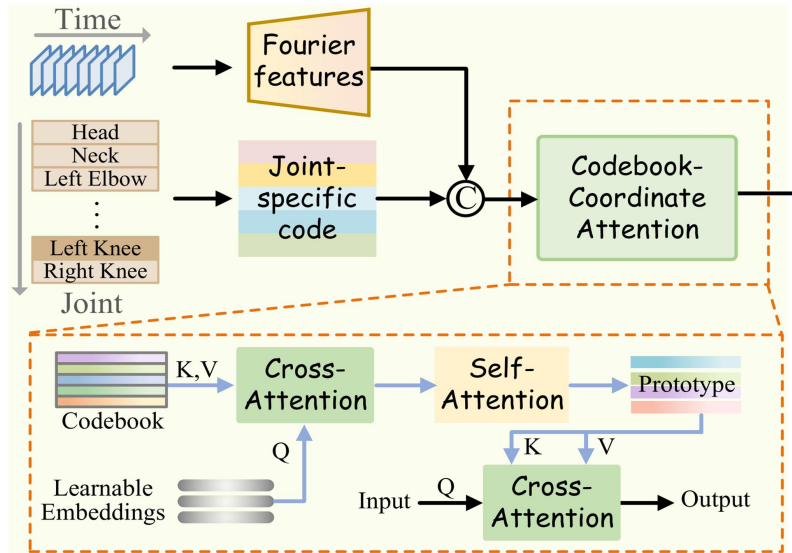 Time
Fourier
features
Head
Neck
Left Elbow
Left Knee
Right Knee
Joint
Joint-
specific
code
C
Codebook-
Coordinate
Attention
Codebook
K,V
Cross-
Attention
Self-
Attention
Prototype
Q
K
V
Learnable
Embeddings
Input
Q
Cross-
Attention
Output